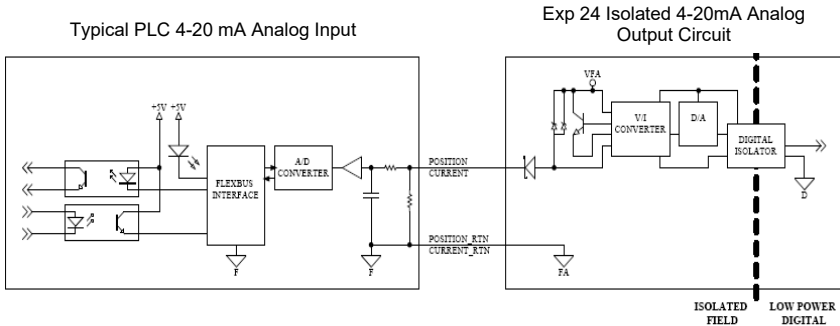 Typical PLC 4-20 mA Analog Input
Exp 24 Isolated 4-20mA Analog
Output Circuit
+5V
+5V
FLEXBUS
INTERFACE
F
A/D
CONVERTER
F
POSITION
CURRENT
POSITION_RTN
CURRENT_RTN
FA
VFA
V/I
CONVERTER
D/A
DIGITAL
ISOLATOR
D
ISOLATED
FIELD
LOW POWER
DIGITAL